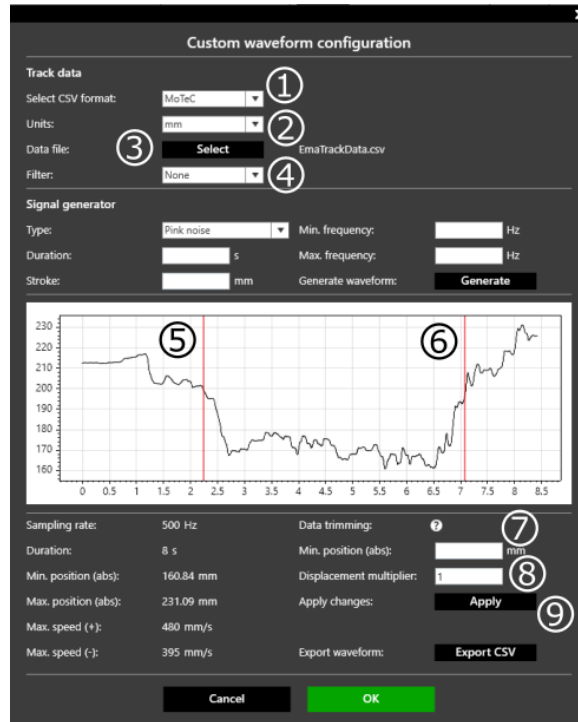 Custom waveform configuration
Track data
Select CSV format: MoTeC ①
Units: mm ②
Data file: ③ Select EmaTrackData.csv
Filter: None ④
Signal generator
Type: Pink noise Min. frequency: Hz
Duration: s Max. frequency: Hz
Stroke: mm Generate waveform: Generate
⑤ ⑥
230
220
210
200
190
180
170
160
0 0.5 1 1.5 2 2.5 3 3.5 4 4.5 5 5.5 6 6.5 7 7.5 8 8.5
Sampling rate: 500 Hz Data trimming: ? ⑦
Duration: 8 s Min. position (abs): mm
Min. position (abs): 160.84 mm Displacement multiplier: 1 ⑧
Max. position (abs): 231.09 mm Apply changes: Apply ⑨
Max. speed (+): 480 mm/s
Max. speed (-): 395 mm/s Export waveform: Export CSV
Cancel OK